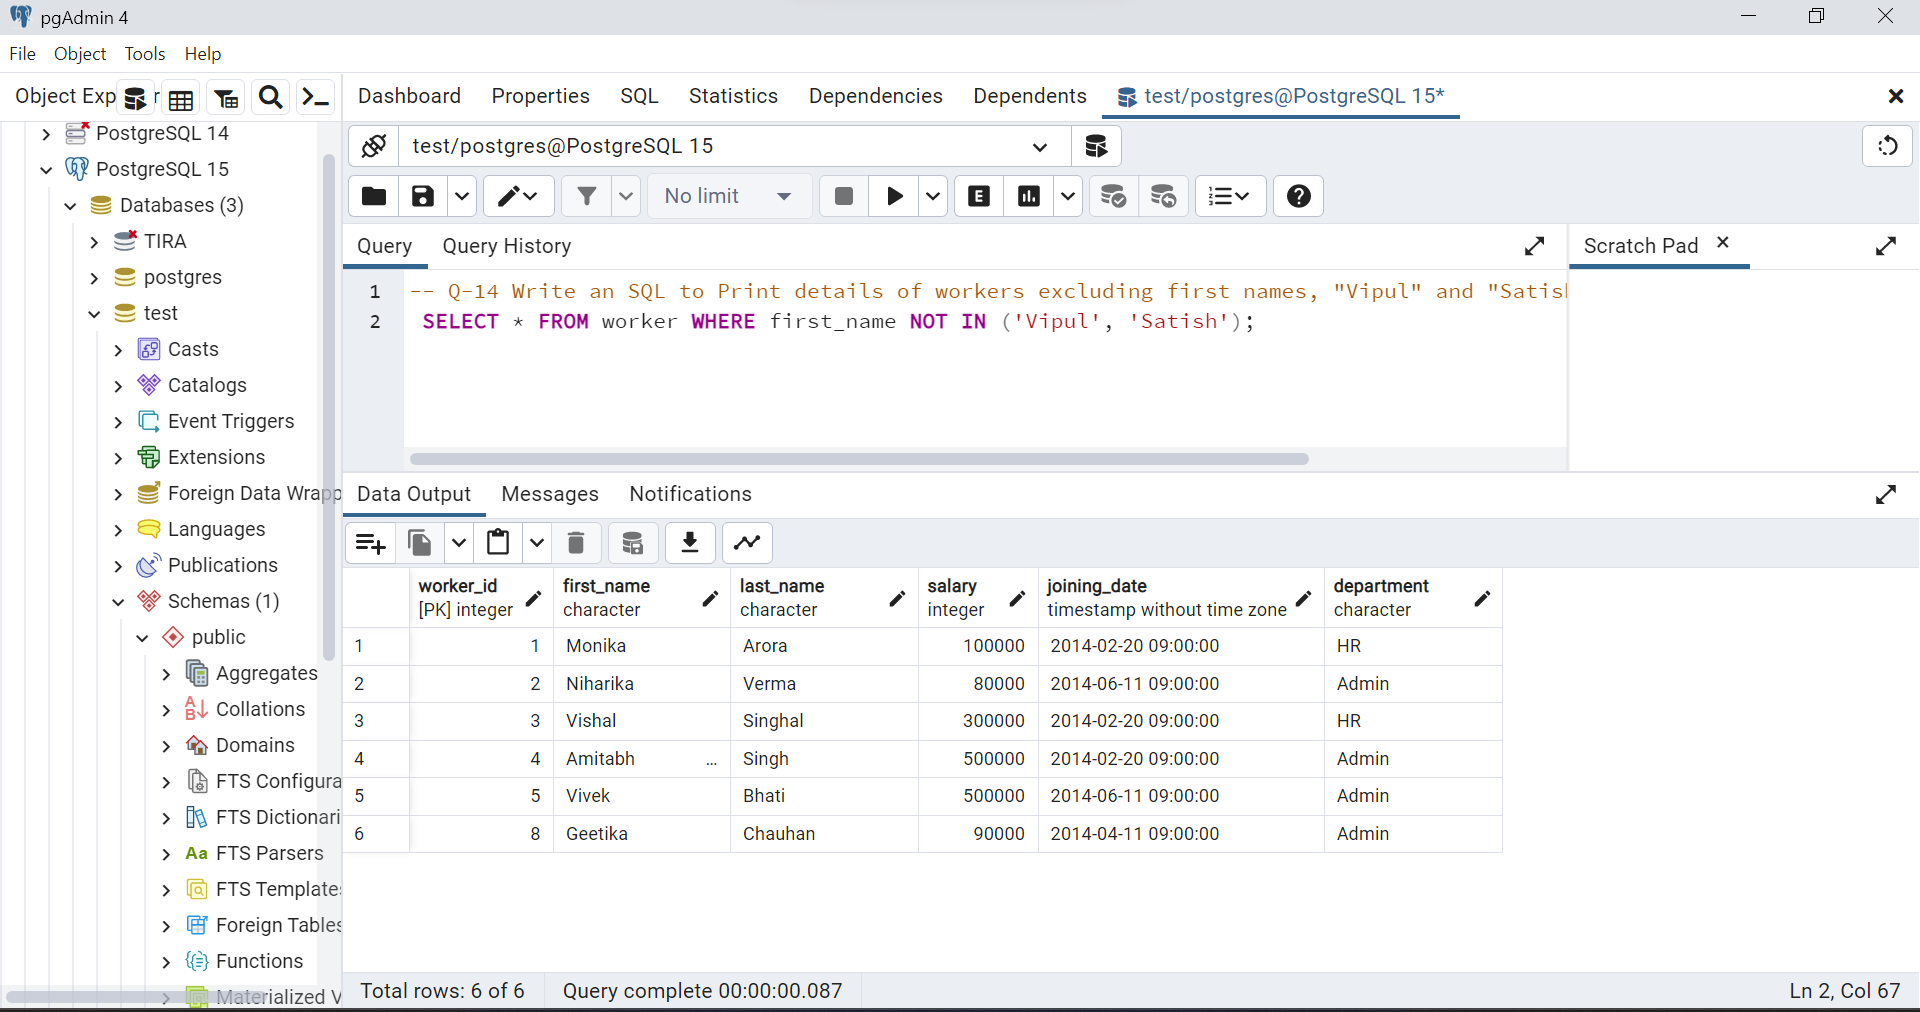 pgAdmin 4
File Object Tools Help
Object Exp r
Dashboard Properties SQL Statistics Dependencies Dependents test/postgres@PostgreSQL 15*
PostgreSQL 14
PostgreSQL 15
Databases (3)
TIRA
postgres
test
Casts
Catalogs
Event Triggers
Extensions
Foreign Data Wrapp
Languages
Publications
Schemas (1)
public
Aggregates
Collations
Domains
FTS Configura
FTS Dictionari
Aa FTS Parsers
FTS Template
Foreign Table
Functions
Materialized V
test/postgres@PostgreSQL 15
No limit
E
Query Query History
Scratch Pad
1 -- Q-14 Write an SQL to Print details of workers excluding first names, "Vipul" and "Satis
2 SELECT * FROM worker WHERE first_name NOT IN ('Vipul', 'Satish');
Data Output Messages Notifications
worker_id first_name last_name salary joining_date department
[PK] integer character character integer timestamp without time zone character
1 1 Monika Arora 100000 2014-02-20 09:00:00 HR
2 2 Niharika Verma 80000 2014-06-11 09:00:00 Admin
3 3 Vishal Singhal 300000 2014-02-20 09:00:00 HR
4 4 Amitabh ... Singh 500000 2014-02-20 09:00:00 Admin
5 5 Vivek Bhati 500000 2014-06-11 09:00:00 Admin
6 8 Geetika Chauhan 90000 2014-04-11 09:00:00 Admin
Total rows: 6 of 6 Query complete 00:00:00.087 Ln 2, Col 67